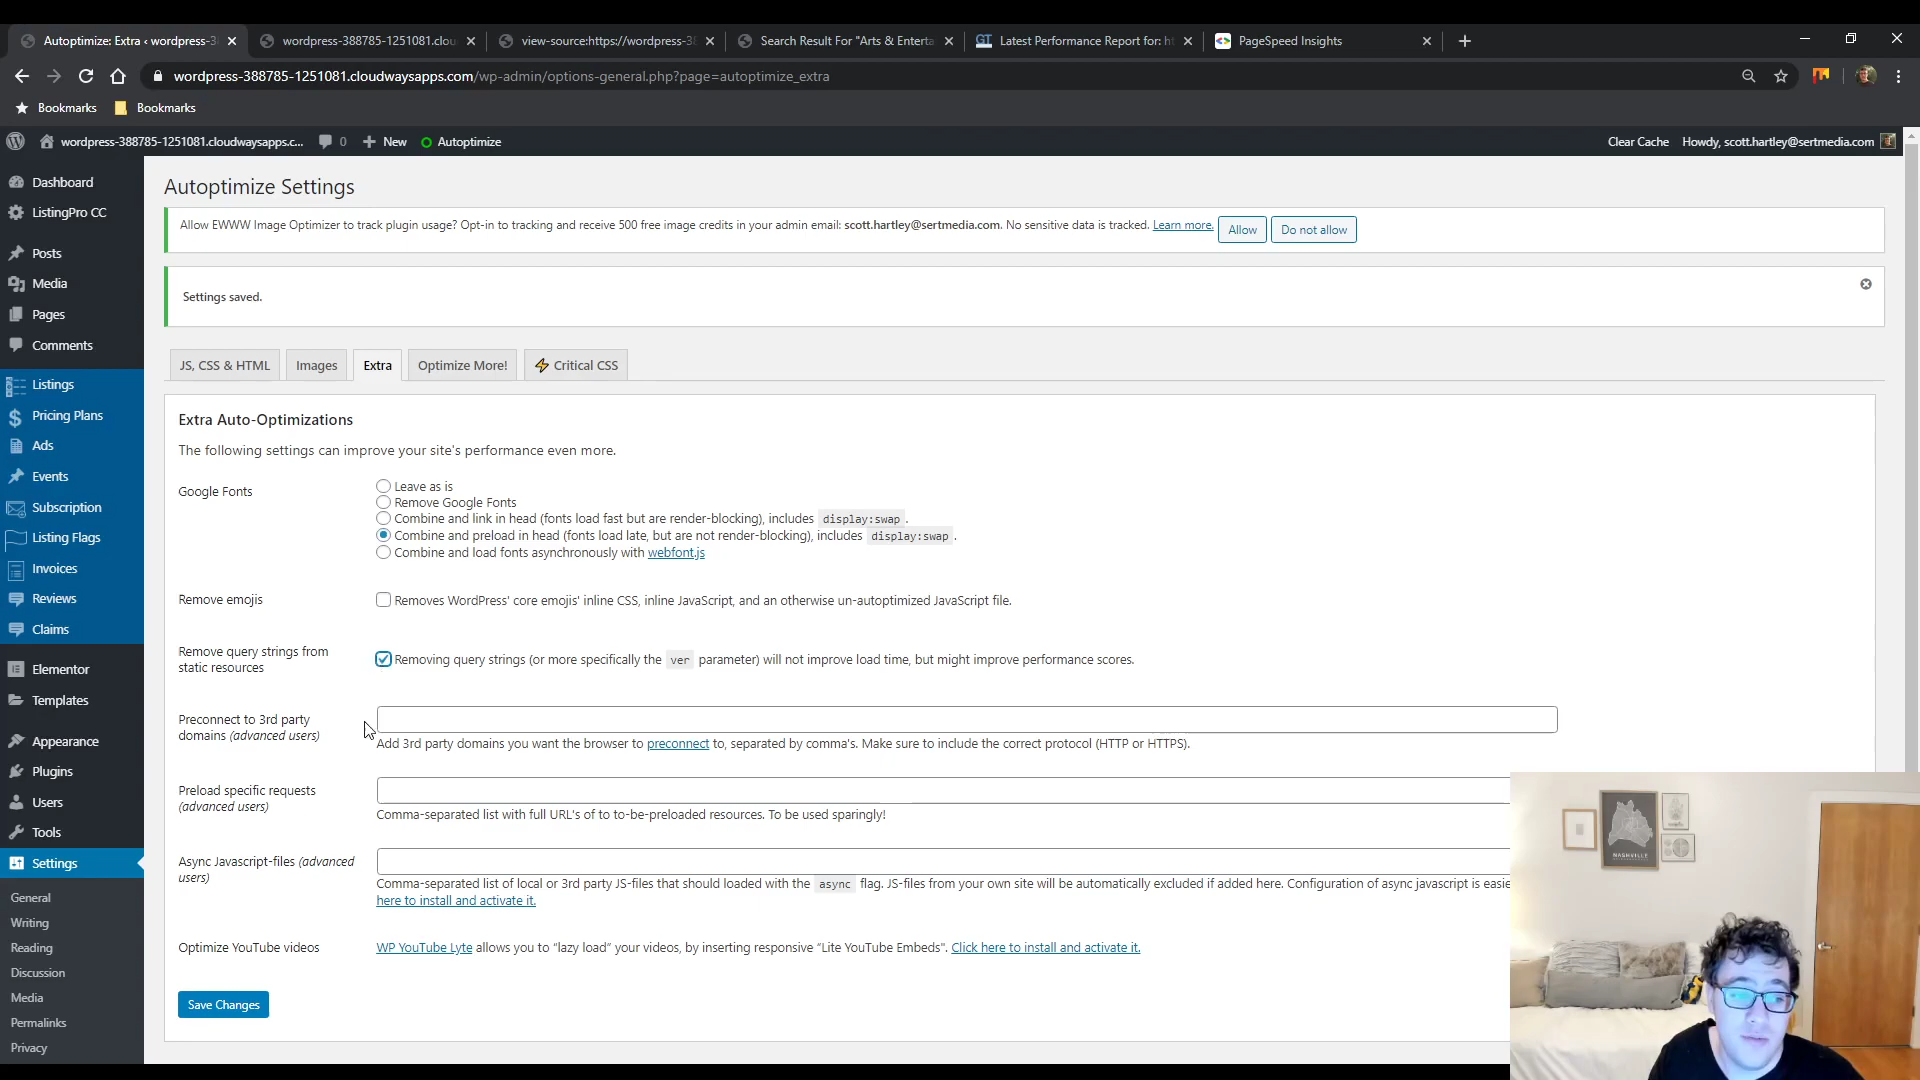 Autoptimize: Extra ‹ wordpress-3
wordpress-388785-1251081.clou
view-source:https://wordpress-3
Search Result For "Arts & Enterta
GT Latest Performance Report for: ht
PageSpeed Insights
wordpress-388785-1251081.cloudwaysapps.com/wp-admin/options-general.php?page=autoptimize_extra
Bookmarks
Bookmarks
wordpress-388785-1251081.cloudwaysapps.c...
0
New
Autoptimize
Clear Cache
Howdy, scott.hartley@sertmedia.com
Dashboard
ListingPro CC
Posts
Media
Pages
Comments
Listings
Pricing Plans
Ads
Events
Subscription
Listing Flags
Invoices
Reviews
Claims
Elementor
Templates
Appearance
Plugins
Users
Tools
Settings
General
Writing
Reading
Discussion
Media
Permalinks
Privacy
Autoptimize Settings
Allow EWWW Image Optimizer to track plugin usage? Opt-in to tracking and receive 500 free image credits in your admin email: scott.hartley@sertmedia.com. No sensitive data is tracked. Learn more. Allow Do not allow
Settings saved.
JS, CSS & HTML
Images
Extra
Optimize More!
Critical CSS
Extra Auto-Optimizations
The following settings can improve your site's performance even more.
Google Fonts
Leave as is
Remove Google Fonts
Combine and link in head (fonts load fast but are render-blocking), includes display:swap .
Combine and preload in head (fonts load late, but are not render-blocking), includes display:swap .
Combine and load fonts asynchronously with webfont.js
Remove emojis
Removes WordPress' core emojis' inline CSS, inline JavaScript, and an otherwise un-autoptimized JavaScript file.
Remove query strings from
static resources
Removing query strings (or more specifically the ver parameter) will not improve load time, but might improve performance scores.
Preconnect to 3rd party
domains (advanced users)
Add 3rd party domains you want the browser to preconnect to, separated by comma's. Make sure to include the correct protocol (HTTP or HTTPS).
Preload specific requests
(advanced users)
Comma-separated list with full URL's of to to-be-preloaded resources. To be used sparingly!
Async Javascript-files (advanced
users)
Comma-separated list of local or 3rd party JS-files that should loaded with the async flag. JS-files from your own site will be automatically excluded if added here. Configuration of async javascript is easie
here to install and activate it.
Optimize YouTube videos
WP YouTube Lyte allows you to “lazy load” your videos, by inserting responsive “Lite YouTube Embeds”. Click here to install and activate it.
Save Changes
NASHVILLE